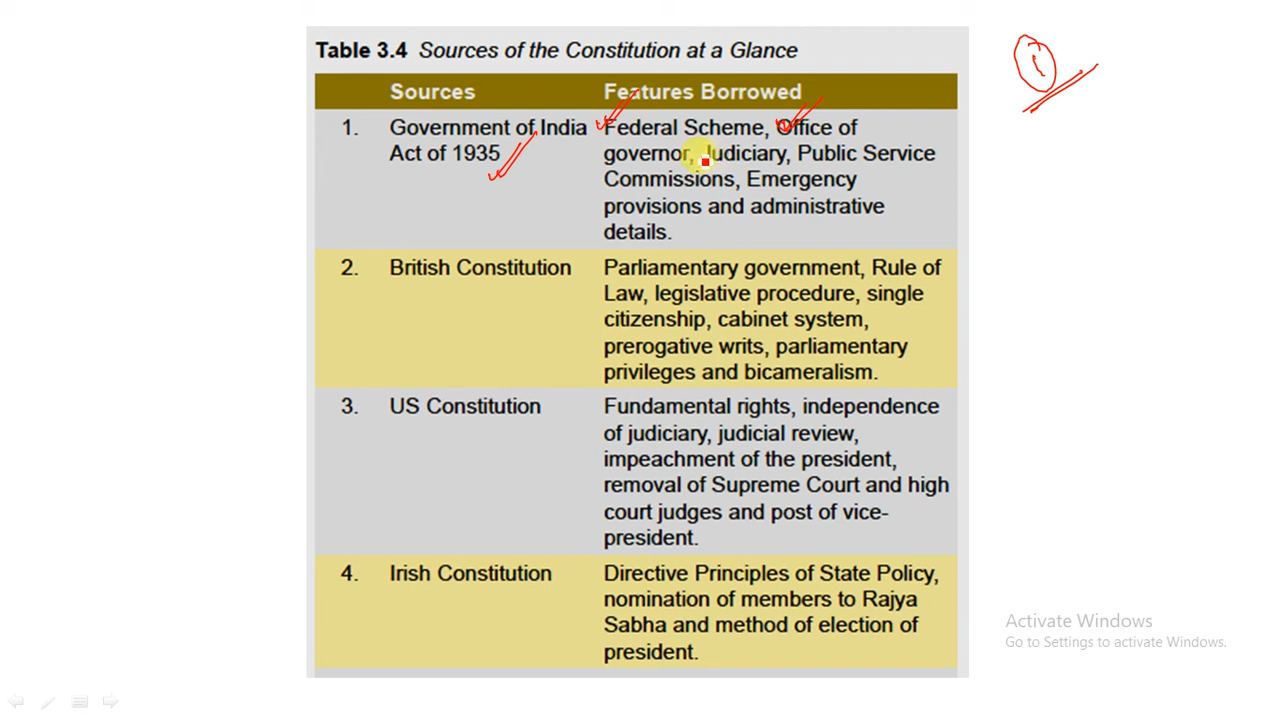 Table 3.4 Sources of the Constitution at a Glance
Sources Features Borrowed
1. Government of India Act of 1935
Federal Scheme, Office of
governor, Judiciary, Public Service
Commissions, Emergency
provisions and administrative
details.
2. British Constitution
Parliamentary government, Rule of
Law, legislative procedure, single
citizenship, cabinet system,
prerogative writs, parliamentary
privileges and bicameralism.
3. US Constitution
Fundamental rights, independence
of judiciary, judicial review,
impeachment of the president,
removal of Supreme Court and high
court judges and post of vice-
president.
4. Irish Constitution
Directive Principles of State Policy,
nomination of members to Rajya
Sabha and method of election of
president.
1
Activate Windows
Go to Settings to activate Windows.